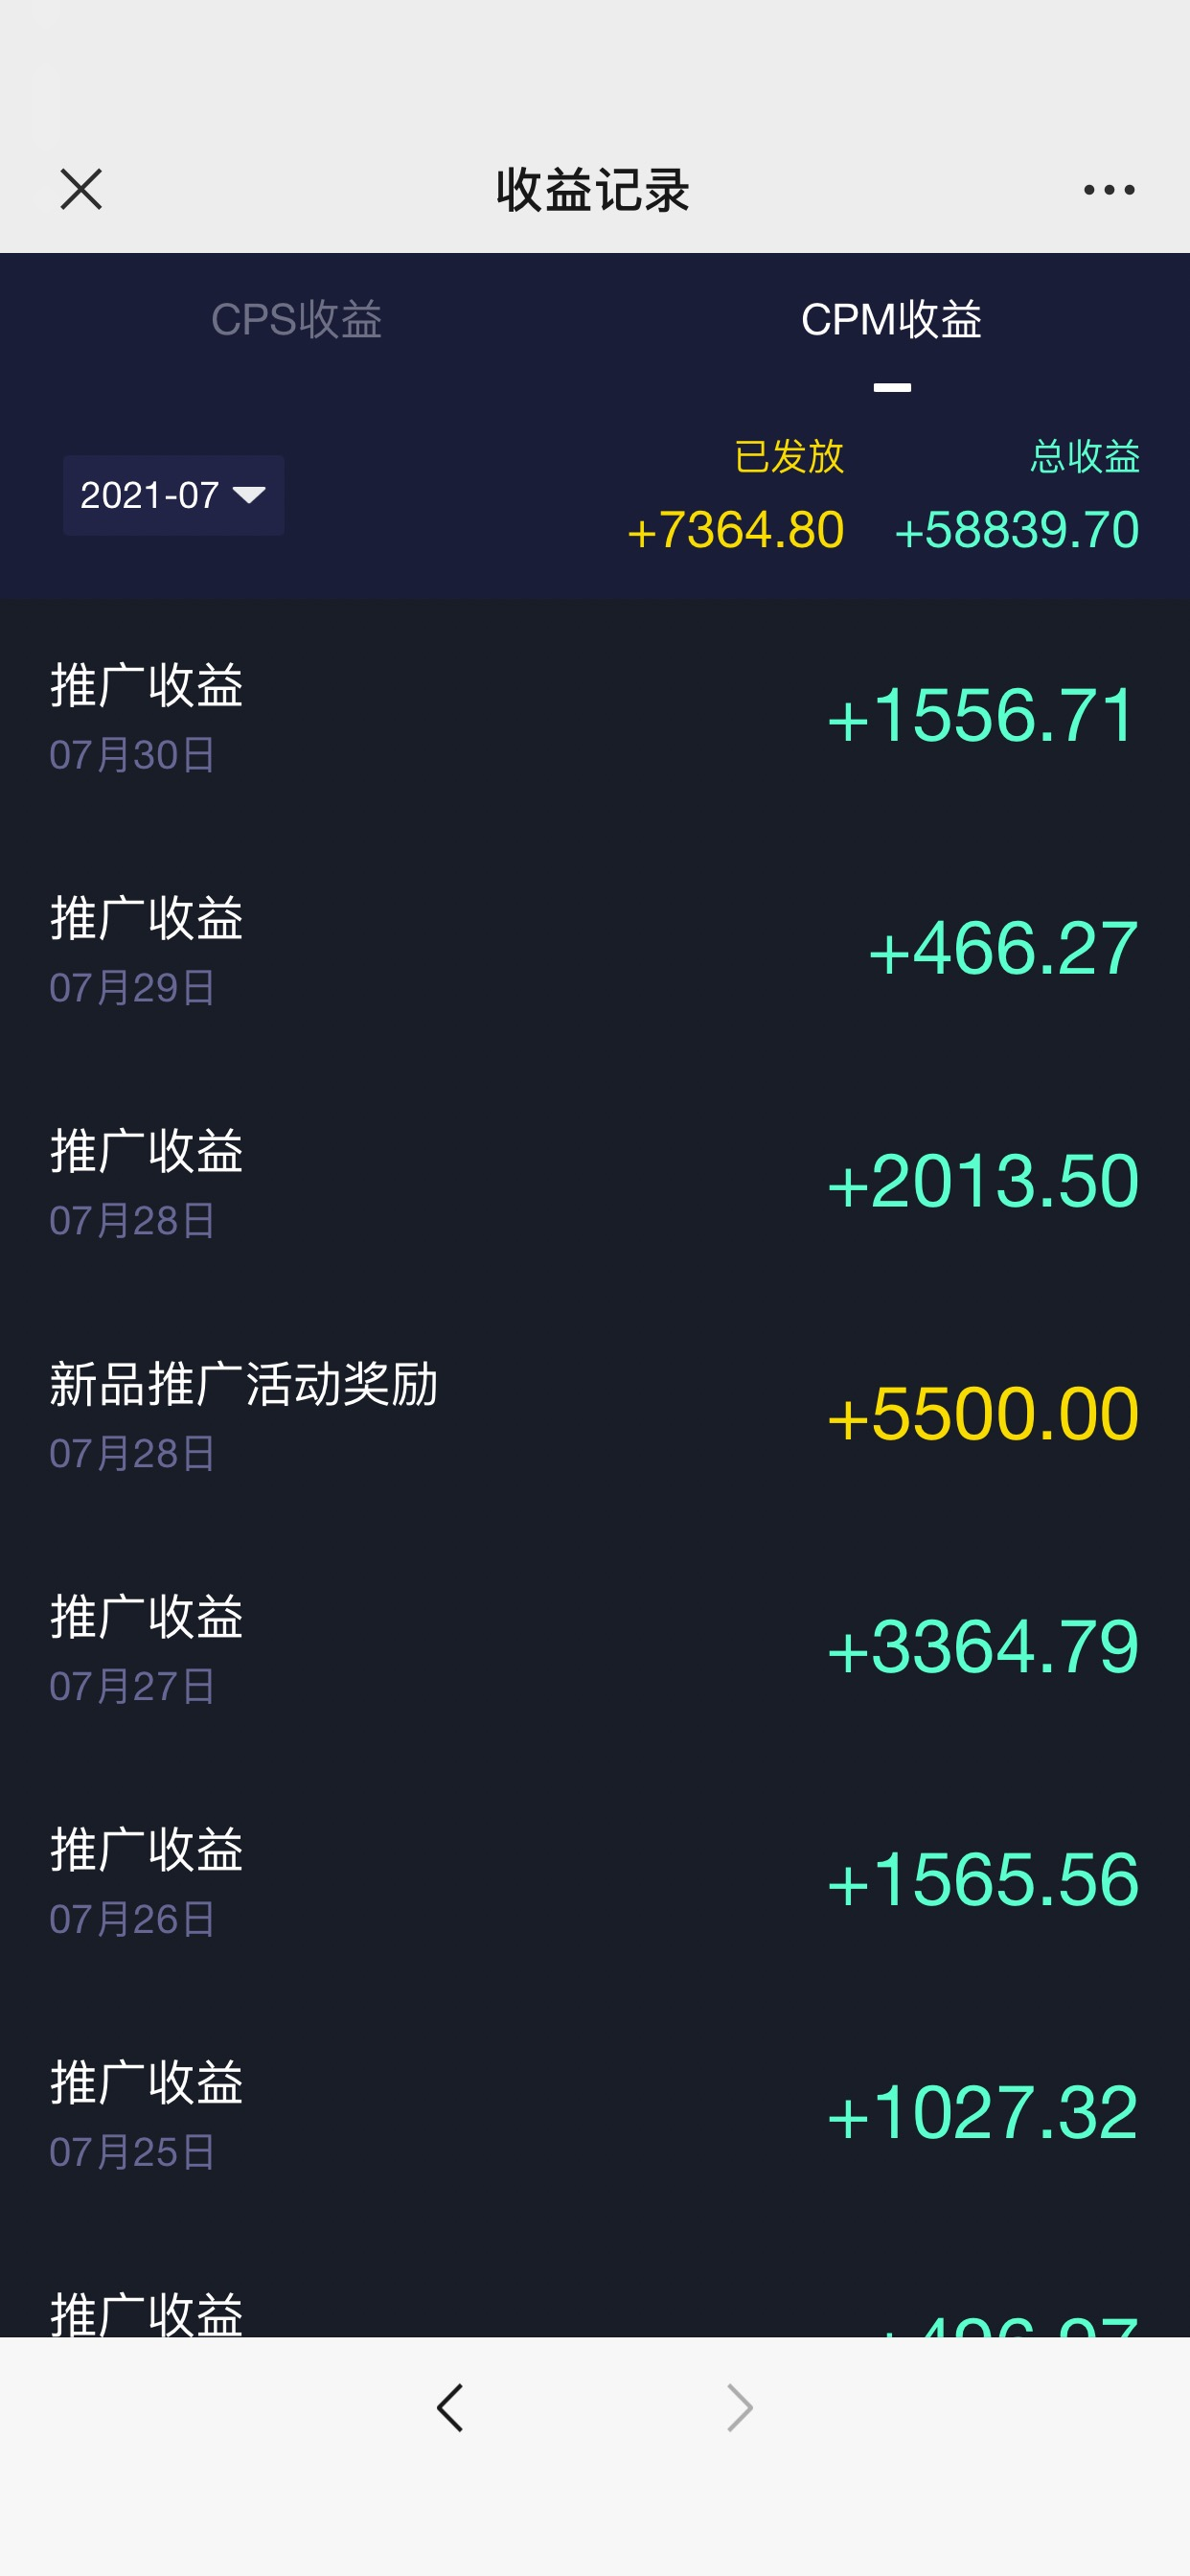 收益记录
CPS收益 CPM收益
已发放 总收益
2021-07
+7364.80 +58839.70
推广收益
+1556.71
07月30日
推广收益
+466.27
07月29日
推广收益
+2013.50
07月28日
新品推广活动奖励
+5500.00
07月28日
推广收益
+3364.79
07月27日
推广收益
+1565.56
07月26日
推广收益
+1027.32
07月25日
推广收益